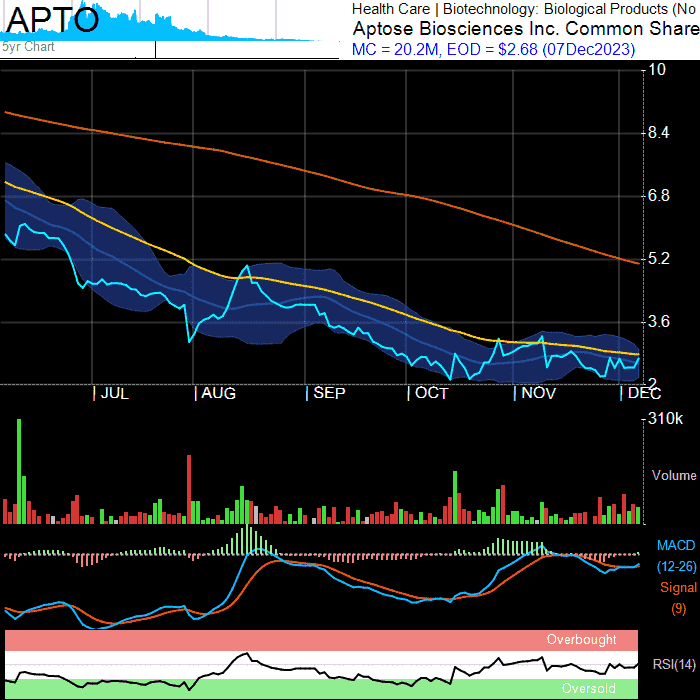 APTO
5yr Chart
Health Care | Biotechnology: Biological Products (No
Aptose Biosciences Inc. Common Share
MC = 20.2M, EOD = $2.68 (07Dec2023)
10
8.4
6.8
5.2
3.6
2
| JUL | AUG | SEP | OCT | NOV | DEC
310k
Volume
MACD
(12-26)
Signal
(9)
Overbought
RSI(14)
Oversold